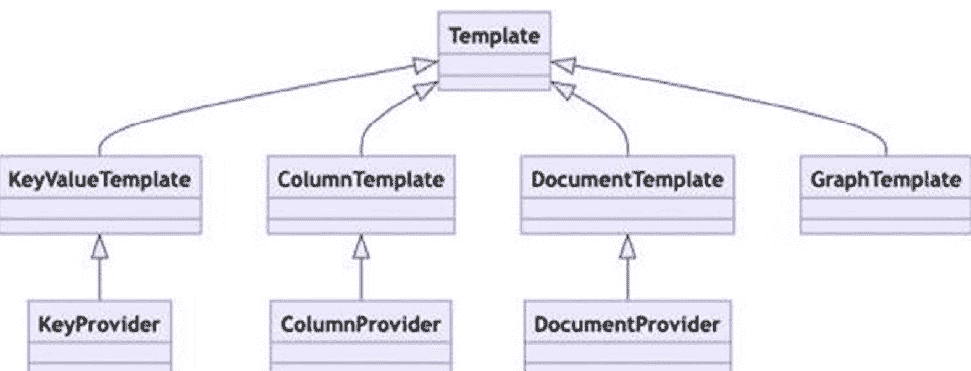 Template
KeyValueTemplate
ColumnTemplate
DocumentTemplate
GraphTemplate
KeyProvider
ColumnProvider
DocumentProvider